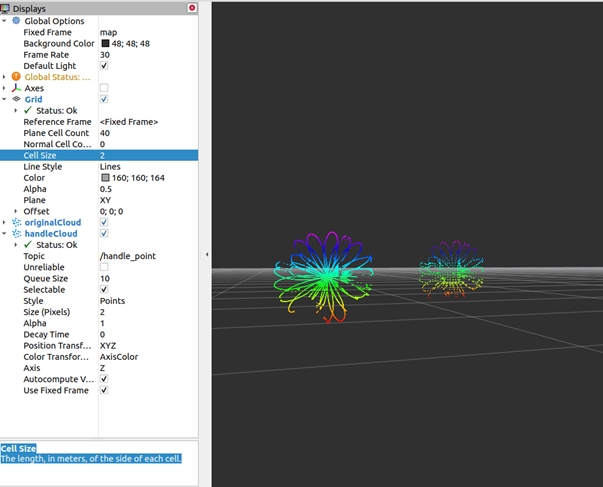 Displays
Global Options
Fixed Frame map
Background Color 48; 48; 48
Frame Rate 30
Default Light
Global Status: ...
Axes
Grid
Status: Ok
Reference Frame <Fixed Frame>
Plane Cell Count 40
Normal Cell Co... 0
Cell Size 2
Line Style Lines
Color 160; 160; 164
Alpha 0.5
Plane XY
Offset 0; 0; 0
originalCloud
handleCloud
Status: Ok
Topic /handle_point
Unreliable
Queue Size 10
Selectable
Style Points
Size (Pixels) 2
Alpha 1
Decay Time 0
Position Transf... XYZ
Color Transfor... AxisColor
Axis Z
Autocompute V...
Use Fixed Frame
Cell Size
The length, in meters, of the side of each cell.